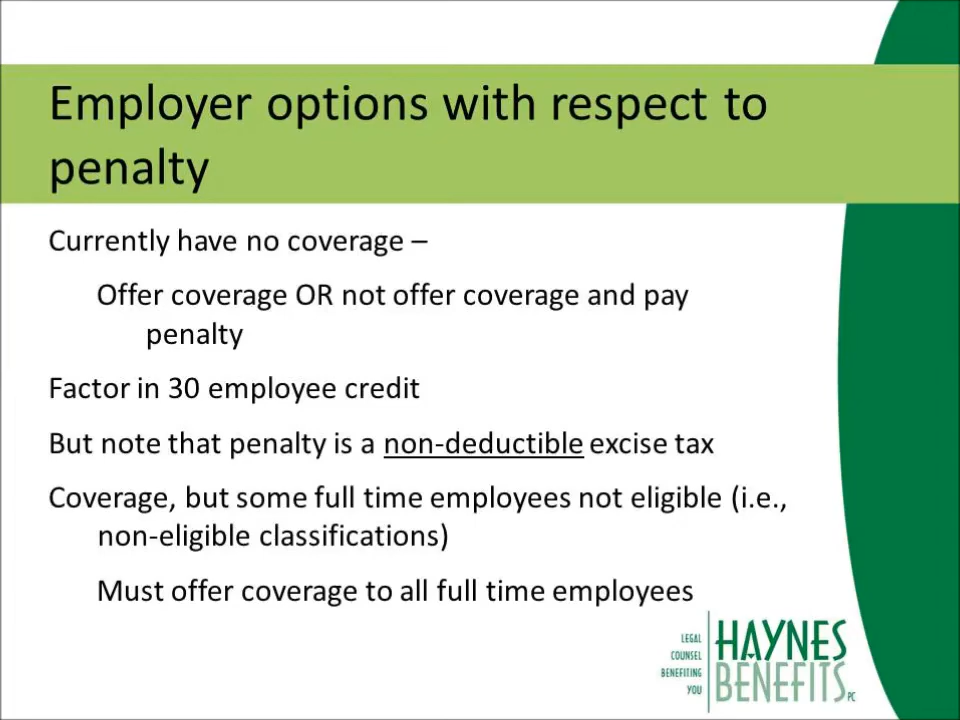 Employer options with respect to
penalty
Currently have no coverage –
Offer coverage OR not offer coverage and pay
penalty
Factor in 30 employee credit
But note that penalty is a non-deductible excise tax
Coverage, but some full time employees not eligible (i.e.,
non-eligible classifications)
Must offer coverage to all full time employees
LEGAL
COUNSEL
BENEFITING
YOU
HAYNES
BENEFITS PC